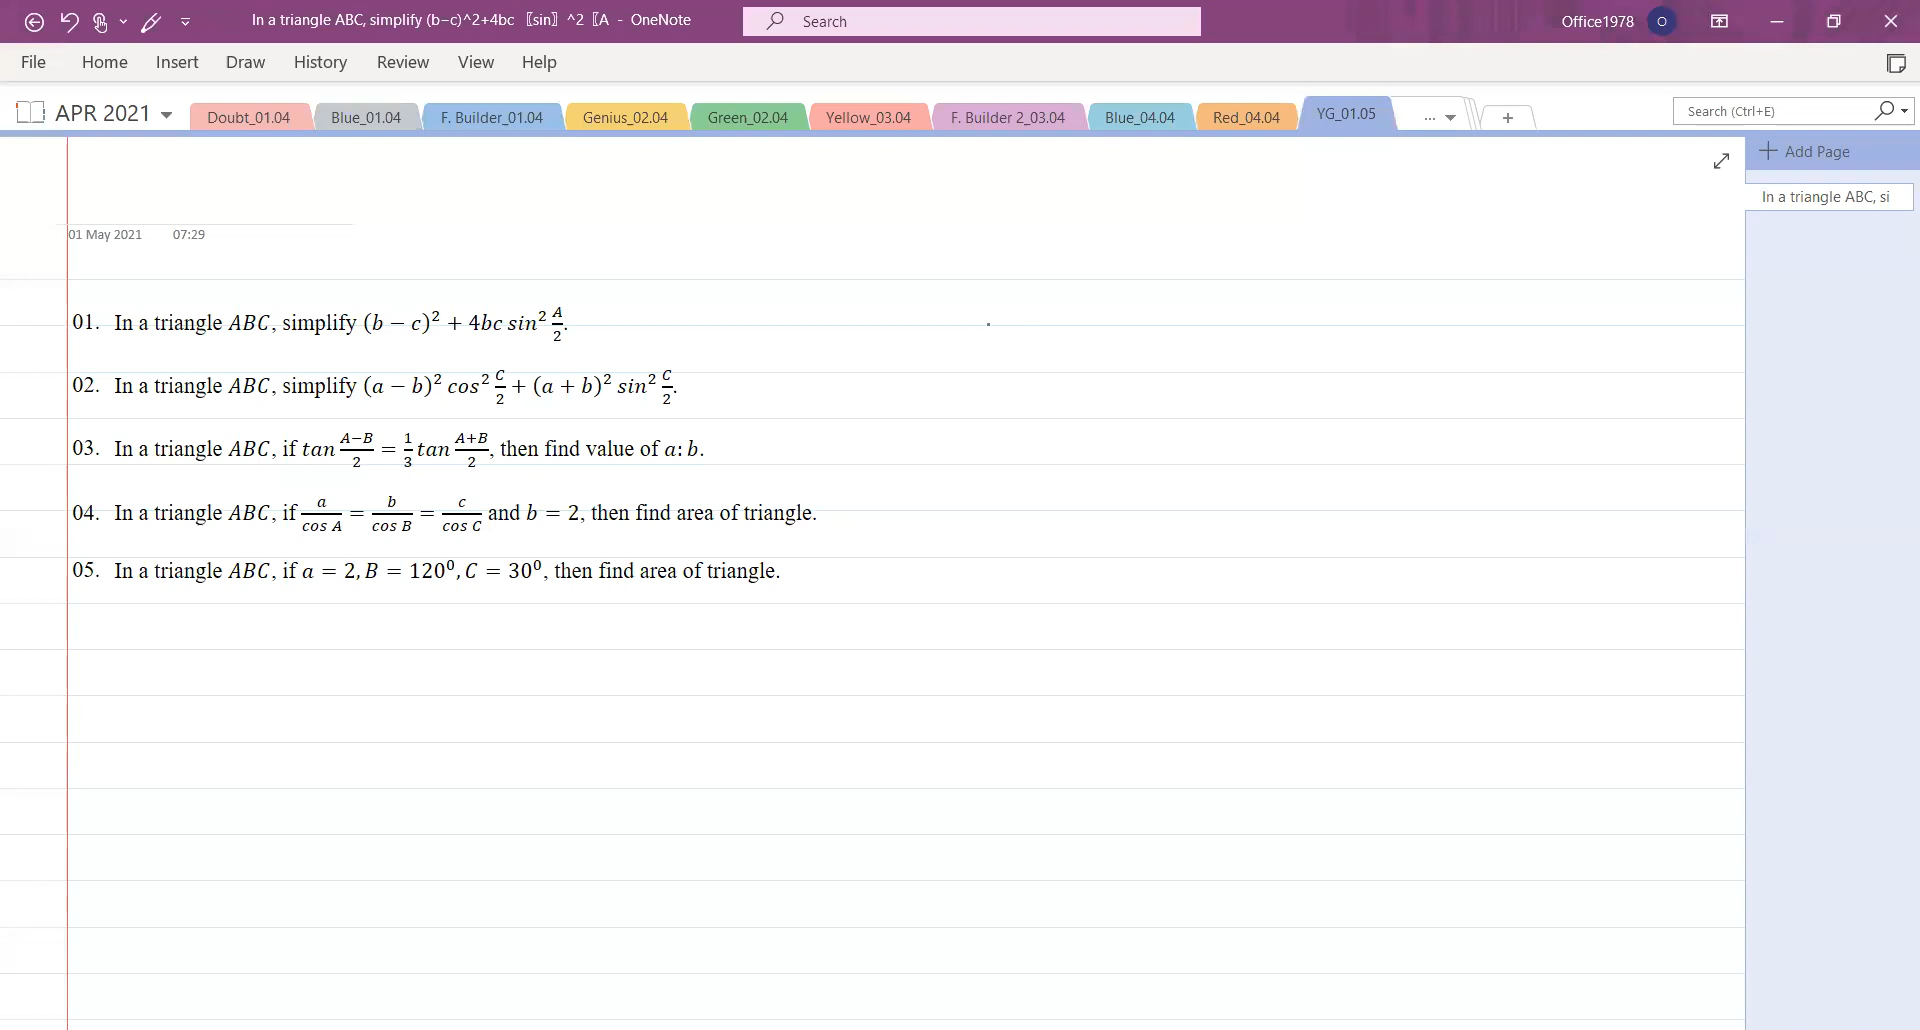 In a triangle ABC, simplify (b−c)^2+4bc 〖sin〗^2〖A - OneNote
Search
Office1978
O
File Home Insert Draw History Review View Help
APR 2021
Doubt_01.04 Blue_01.04 F. Builder_01.04 Genius_02.04 Green_02.04 Yellow_03.04 F. Builder 2_03.04 Blue_04.04 Red_04.04 YG_01.05 ... +
Search (Ctrl+E)
Add Page
In a triangle ABC, si
01 May 2021 07:29
01. In a triangle ABC, simplify (b − c)² + 4bc sin² A/2.
02. In a triangle ABC, simplify (a − b)² cos² C/2 + (a + b)² sin² C/2.
03. In a triangle ABC, if tan A−B/2 = 1/3 tan A+B/2, then find value of a: b.
04. In a triangle ABC, if a/cos A = b/cos B = c/cos C and b = 2, then find area of triangle.
05. In a triangle ABC, if a = 2, B = 120⁰, C = 30⁰, then find area of triangle.